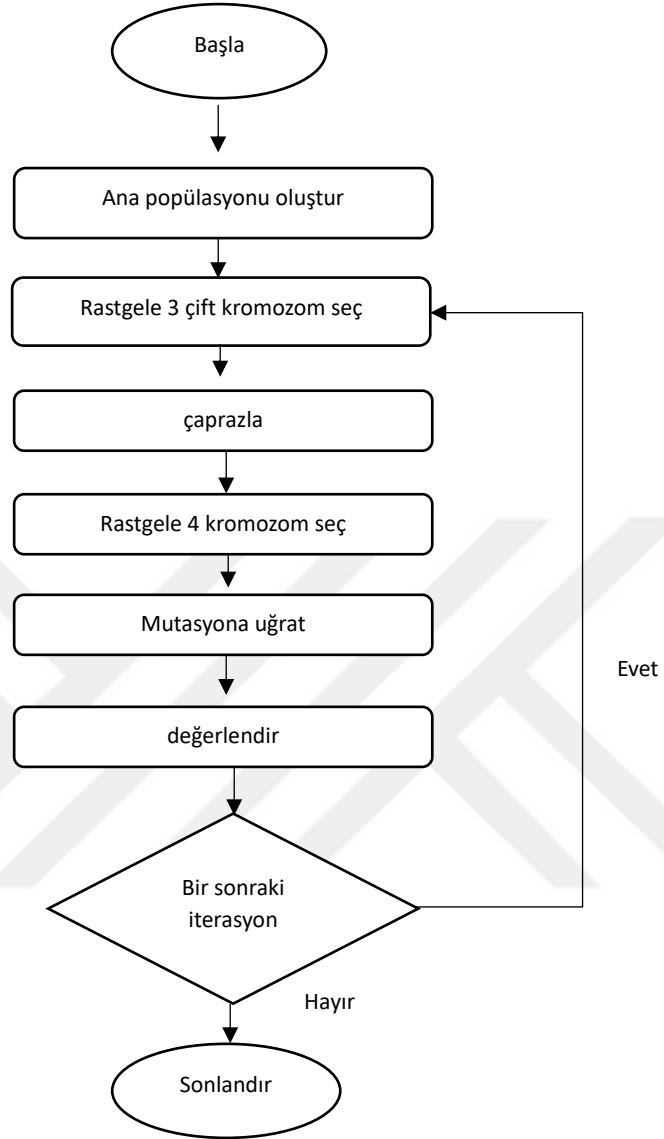 Başla
Ana popülasyonu oluştur
Rastgele 3 çift kromozom seç
çaprazla
Rastgele 4 kromozom seç
Mutasyona uğrat
Evet
değerlendir
Bir sonraki
iterasyon
Hayır
Sonlandır